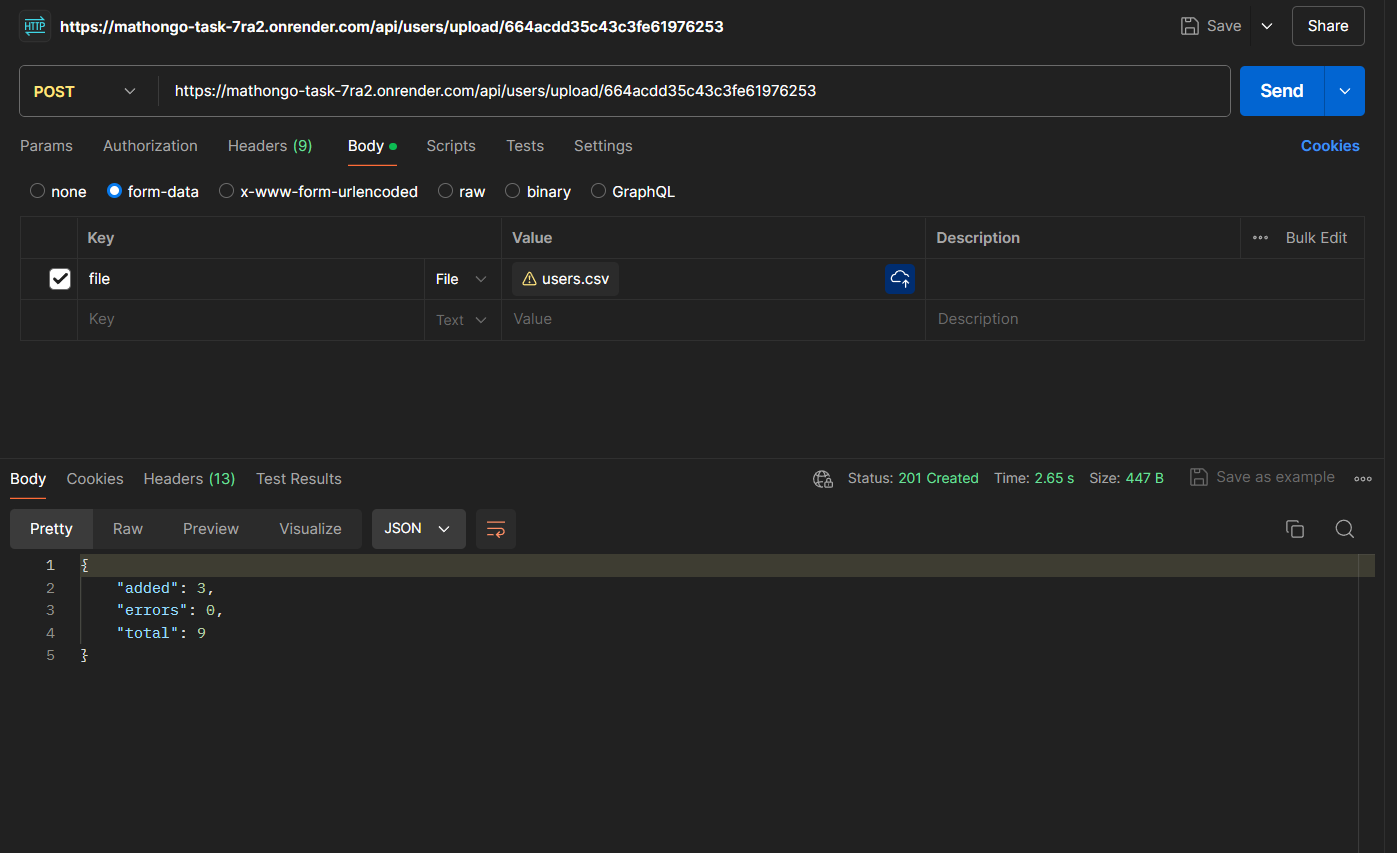 HTTP https://mathongo-task-7ra2.onrender.com/api/users/upload/664acdd35c43c3fe61976253 Save Share
POST https://mathongo-task-7ra2.onrender.com/api/users/upload/664acdd35c43c3fe61976253 Send
Params Authorization Headers (9) Body Scripts Tests Settings Cookies
none form-data x-www-form-urlencoded raw binary GraphQL
Key Value Description Bulk Edit
file File users.csv
Key Text Value Description
Body Cookies Headers (13) Test Results Status: 201 Created Time: 2.65 s Size: 447 B Save as example
Pretty Raw Preview Visualize JSON
1 {
2 "added": 3,
3 "errors": 0,
4 "total": 9
5 }